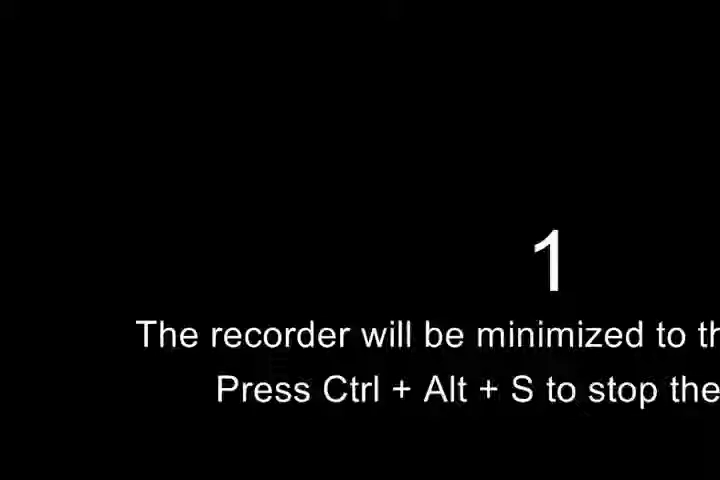 1
The recorder will be minimized to th
Press Ctrl + Alt + S to stop the